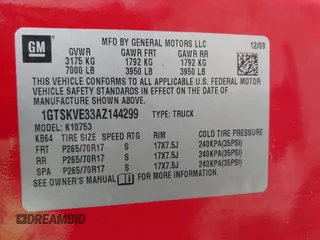 GM
MFD BY GENERAL MOTORS LLC 12/09
GVWR GAWR FRT GAWR RR
3175 KG 1792 KG 1792 KG
7000 LB 3950 LB 3950 LB
THIS VEHICLE CONFORMS TO ALL APPLICABLE U.S. FEDERAL MOTOR
VEHICLE SAFETY STANDARDS IN EFFECT ON THE DATE OF
MANUFACTURE SHOWN ABOVE.
1GTSKVE33AZ144299 TYPE: TRUCK
MODEL: K10753
KB64 TIRE SIZE SPEED RTG RIM COLD TIRE PRESSURE
FRT P265/70R17 S 17X7.5J 240KPA(35PSI)
RR P265/70R17 S 17X7.5J 240KPA(35PSI)
SPA P265/70R17 S 17X7.5J 240KPA(35PSI)
SEE OWNER'S MANUAL FOR MORE INFORMATION.
DREAMBID